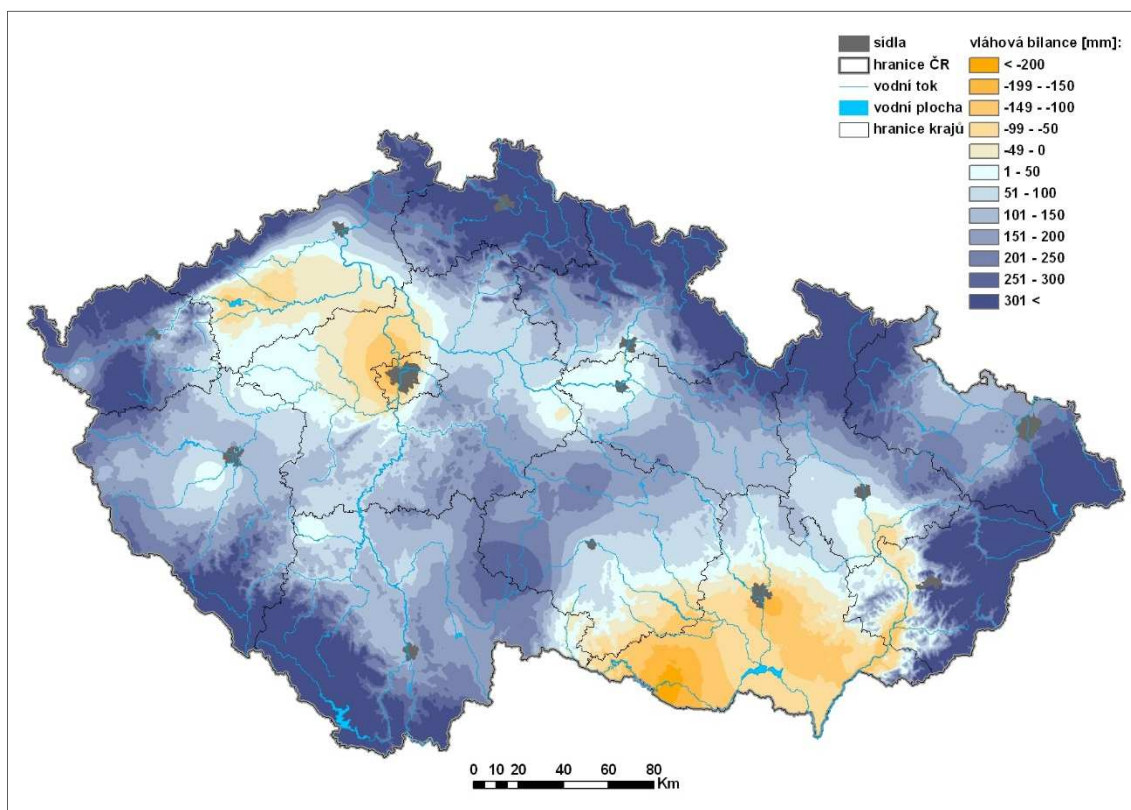 sídla
hranice ČR
vodní tok
vodní plocha
hranice krajů
vláhová bilance [mm]:
< -200
-199 - -150
-149 - -100
-99 - -50
-49 - 0
1 - 50
51 - 100
101 - 150
151 - 200
201 - 250
251 - 300
301 <
0 10 20 40 60 80
Km